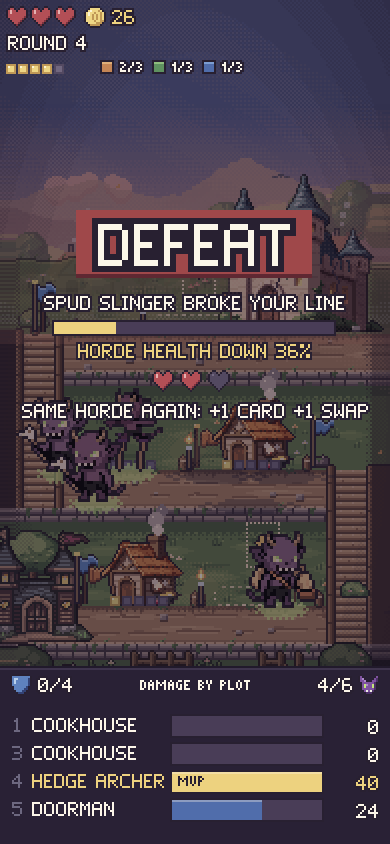 26
ROUND 4
2/3 1/3 1/3
DEFEAT
SPUD SLINGER BROKE YOUR LINE
HORDE HEALTH DOWN 36%
SAME HORDE AGAIN: +1 CARD +1 SWAP
0/4 DAMAGE BY PLOT 4/6
1 COOKHOUSE 0
3 COOKHOUSE 0
4 HEDGE ARCHER MVP 40
5 DOORMAN 24